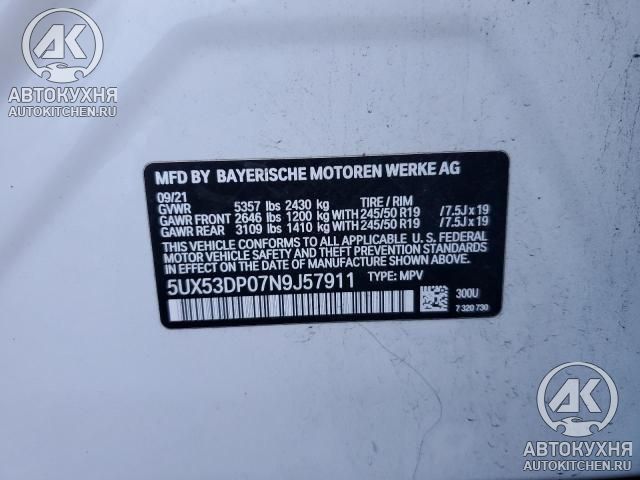 АК
АВТОКУХНЯ
AUTOKITCHEN.RU
MFD BY BAYERISCHE MOTOREN WERKE AG
09/21
GVWR 5357 lbs 2430 kg TIRE / RIM
GAWR FRONT 2646 lbs 1200 kg WITH 245/50 R19 / 7.5J x 19
GAWR REAR 3109 lbs 1410 kg WITH 245/50 R19 / 7.5J x 19
THIS VEHICLE CONFORMS TO ALL APPLICABLE U. S. FEDERAL
MOTOR VEHICLE SAFETY, BUMPER, AND THEFT PREVENTION
STANDARDS IN EFFECT ON THE DATE OF MANUFACTURE
SHOWN ABOVE.
5UX53DP07N9J57911 TYPE: MPV
300U
7 320 730
АК
АВТОКУХНЯ
AUTOKITCHEN.RU